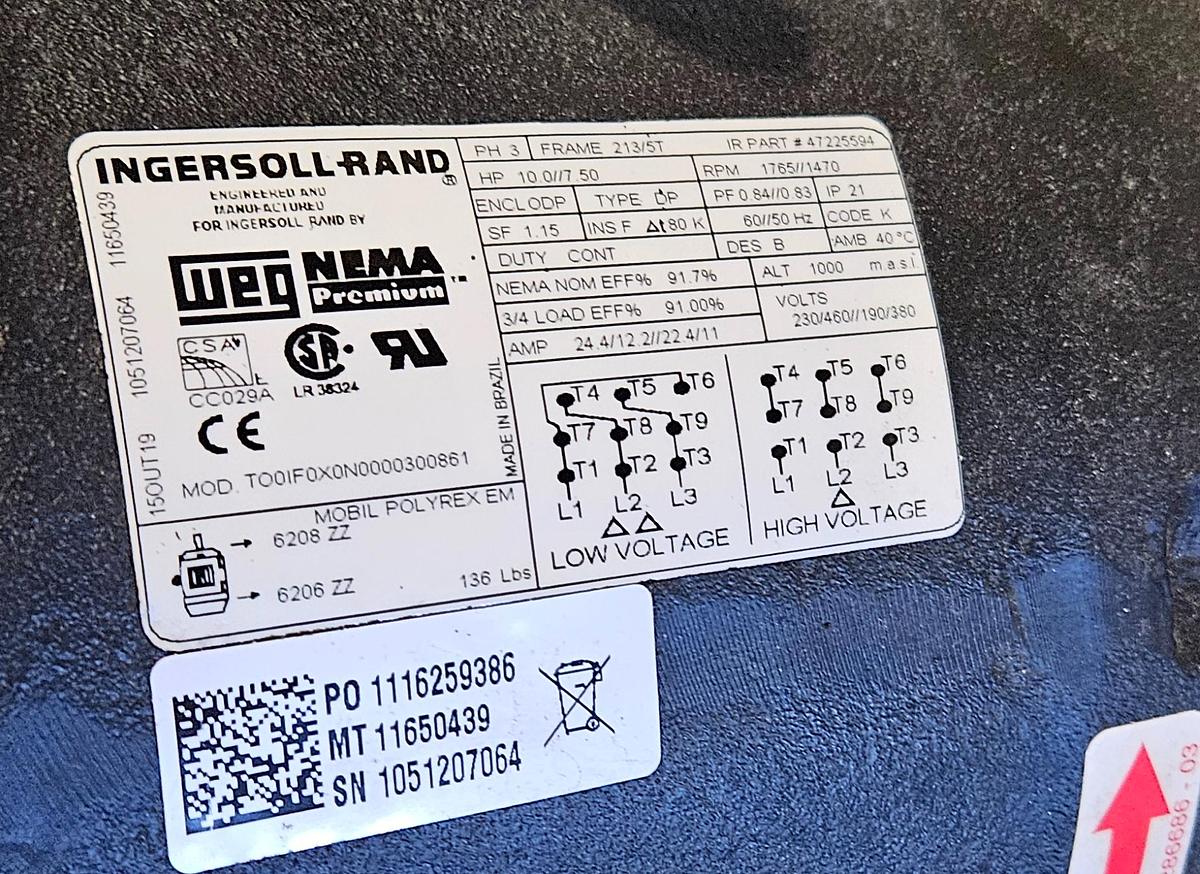 INGERSOLL-RAND®
ENGINEERED AND
MANUFACTURED
FOR INGERSOLL RAND BY
WEG NEMA
Premium™
CSA
CC029A
LR 38324
CE
MOD. TO0IF0X0N0000300861
15OUT19 1051207064 11650439
MADE IN BRAZIL
MOBIL POLYREX EM
6208 ZZ
6206 ZZ
136 Lbs
PH 3 FRAME 213/5T IR PART # 47225594
HP 10.0//7.50 RPM 1765//1470
ENCL ODP TYPE DP PF 0.84//0.83 IP 21
SF 1.15 INS F Δt 80 K 60//50 Hz CODE K
DUTY CONT DES B AMB 40°C
NEMA NOM EFF% 91.7% ALT 1000 m.a.s.l.
3/4 LOAD EFF% 91.00% VOLTS
230/460//190/380
AMP 24.4/12.2//22.4/11
T4 T5 T6
T7 T8 T9
T1 T2 T3
L1 L2 L3
ΔΔ
LOW VOLTAGE
T4 T5 T6
T7 T8 T9
T1 T2 T3
L1 L2 L3
Δ
HIGH VOLTAGE
PO 1116259386
MT 11650439
SN 1051207064
86686 - 03